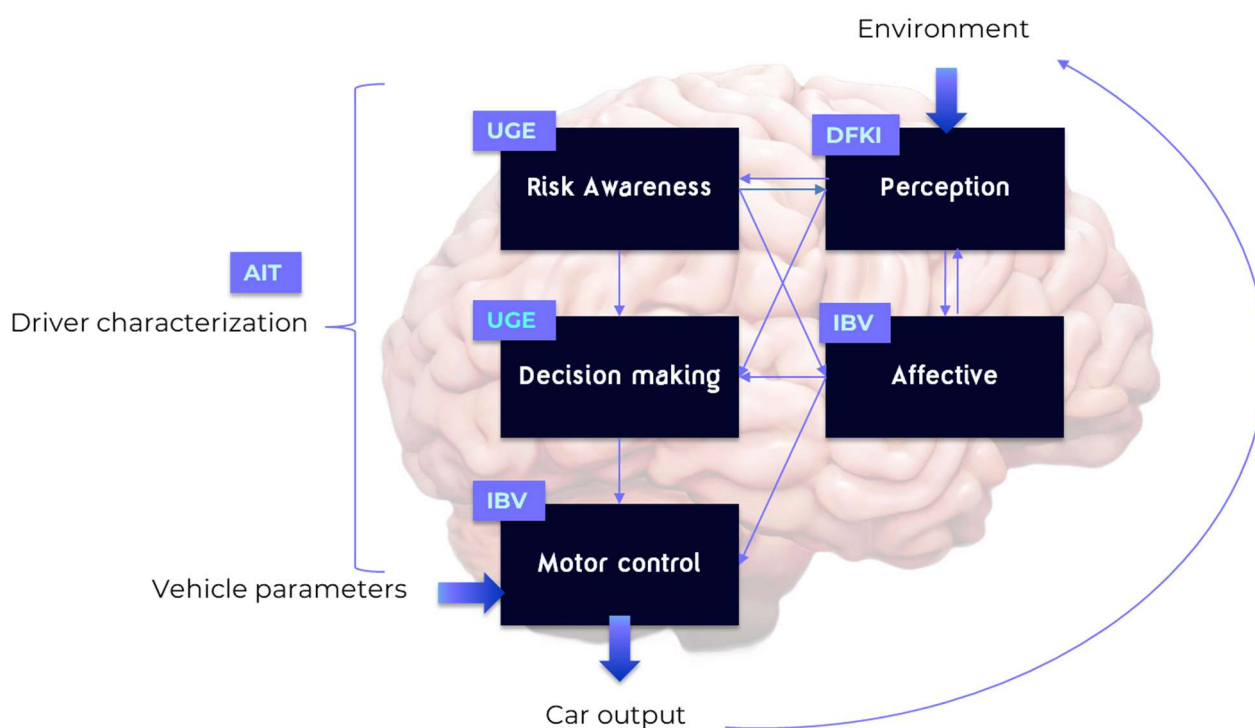 Environment
UGE
DFKI
Risk Awareness
Perception
AIT
Driver characterization
UGE
IBV
Decision making
Affective
IBV
Motor control
Vehicle parameters
Car output